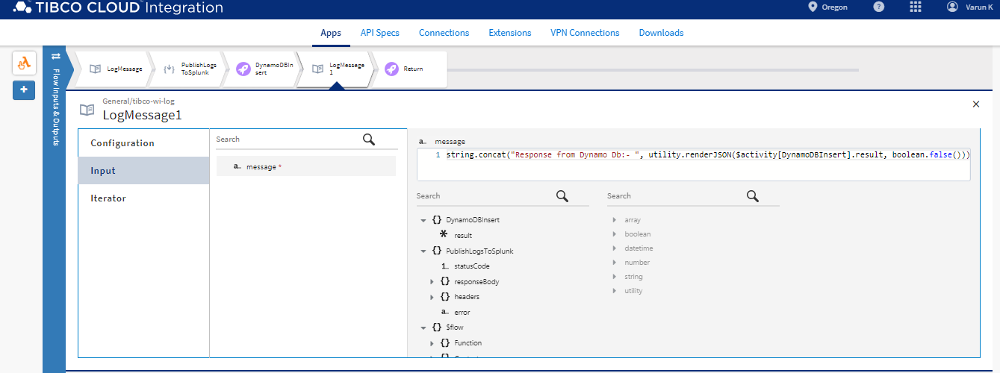 TIBCO CLOUD™ Integration
Oregon
?
Varun K
Apps
API Specs
Connections
Extensions
VPN Connections
Downloads
Flow Inputs & Outputs
LogMessage
PublishLogs
ToSplunk
DynamoDBIn
sert
LogMessage
1
Return
General/tibco-wi-log
LogMessage1
Configuration
Input
Iterator
Search
a.. message *
a.. message
1 string.concat("Response from Dynamo Db:- ", utility.renderJSON($activity[DynamoDBInsert].result, boolean.false()))
Search
{} DynamoDBInsert
* result
{} PublishLogsToSplunk
1.. statusCode
{} responseBody
{} headers
a.. error
{} $flow
{} Function
Search
array
boolean
datetime
number
string
utility